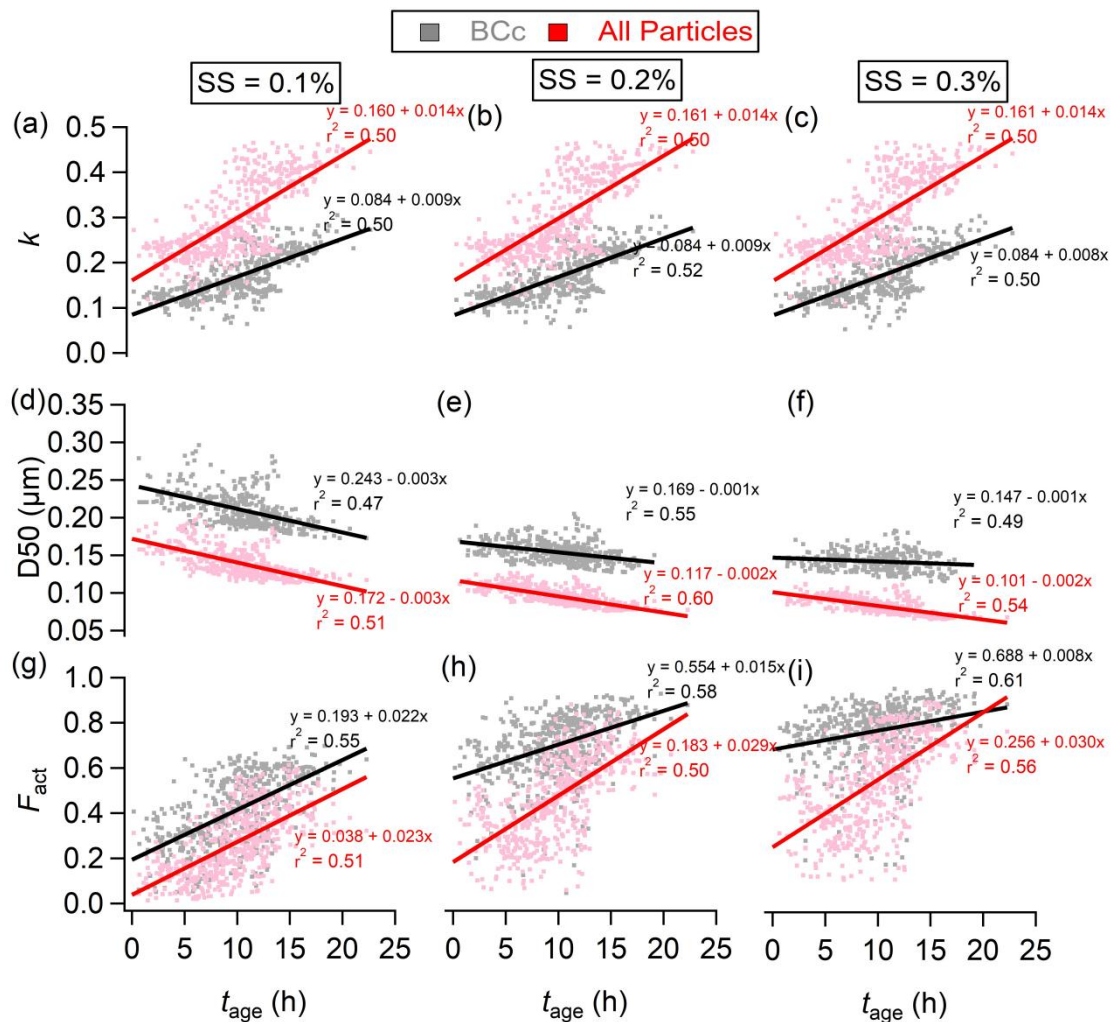 BCc All Particles
SS = 0.1%
SS = 0.2%
SS = 0.3%
(a)
(b)
(c)
y = 0.160 + 0.014x
r² = 0.50
y = 0.161 + 0.014x
r² = 0.50
y = 0.161 + 0.014x
r² = 0.50
y = 0.084 + 0.009x
r² = 0.50
y = 0.084 + 0.009x
r² = 0.52
y = 0.084 + 0.008x
r² = 0.50
k
0.5
0.4
0.3
0.2
0.1
0.0
(d)
(e)
(f)
y = 0.243 - 0.003x
r² = 0.47
y = 0.169 - 0.001x
r² = 0.55
y = 0.147 - 0.001x
r² = 0.49
y = 0.172 - 0.003x
r² = 0.51
y = 0.117 - 0.002x
r² = 0.60
y = 0.101 - 0.002x
r² = 0.54
D50 (μm)
0.35
0.30
0.25
0.20
0.15
0.10
0.05
(g)
(h)
(i)
y = 0.193 + 0.022x
r² = 0.55
y = 0.554 + 0.015x
r² = 0.58
y = 0.688 + 0.008x
r² = 0.61
y = 0.038 + 0.023x
r² = 0.51
y = 0.183 + 0.029x
r² = 0.50
y = 0.256 + 0.030x
r² = 0.56
Fact
1.0
0.8
0.6
0.4
0.2
0.0
0 5 10 15 20 25
0 5 10 15 20 25
0 5 10 15 20 25
tage (h)
tage (h)
tage (h)